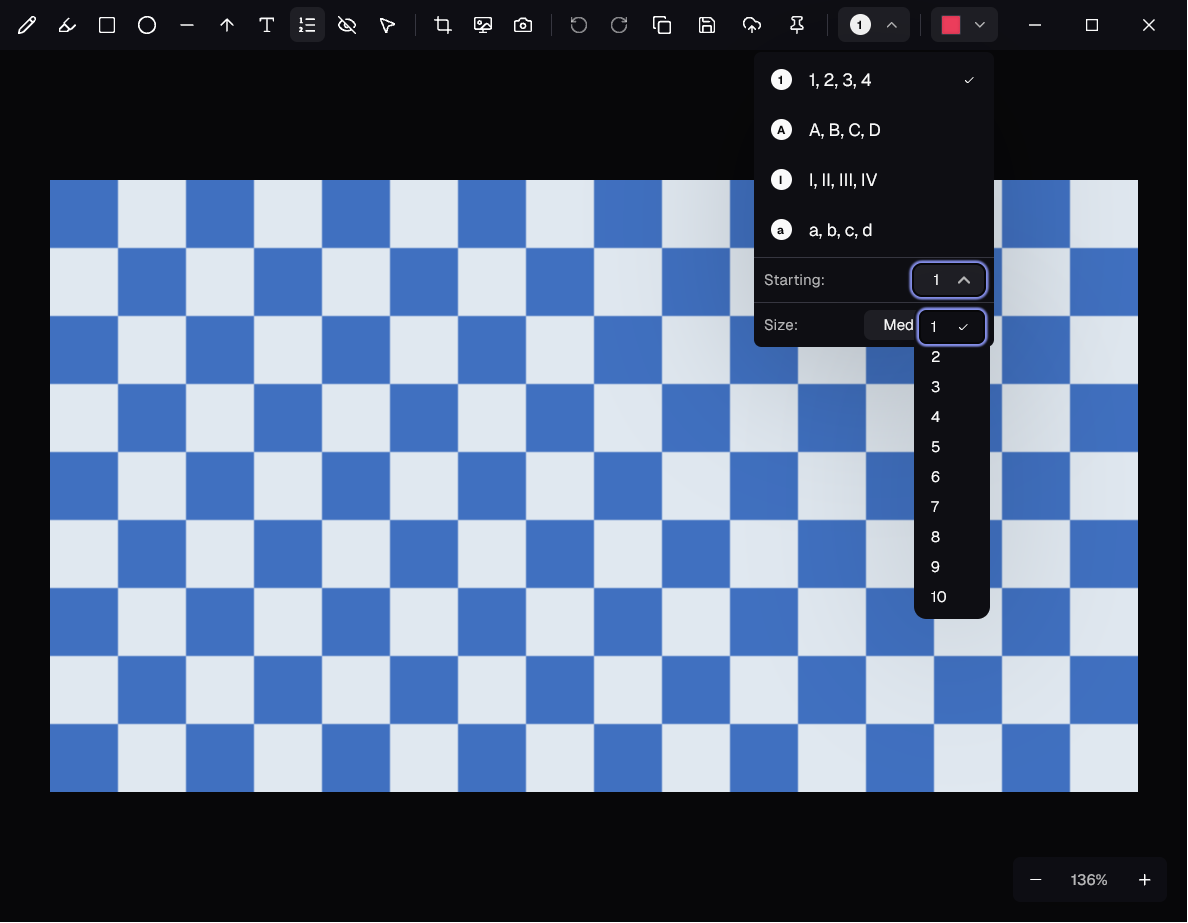 1
1 1, 2, 3, 4
A A, B, C, D
I I, II, III, IV
a a, b, c, d
Starting: 1
Size: Med
1
2
3
4
5
6
7
8
9
10
136%